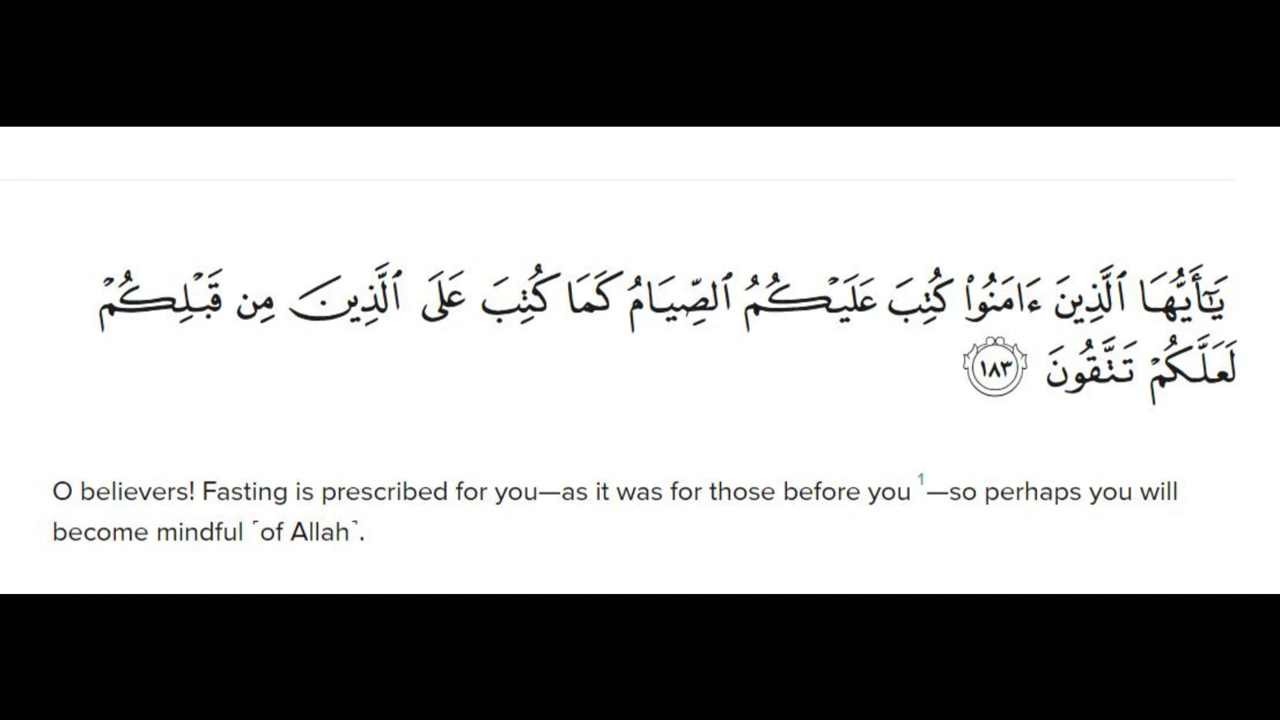 يَـٰٓأَيُّهَا ٱلَّذِينَ ءَامَنُوا۟ كُتِبَ عَلَيْكُمُ ٱلصِّيَامُ كَمَا كُتِبَ عَلَى ٱلَّذِينَ مِن قَبْلِكُمْ
لَعَلَّكُمْ تَتَّقُونَ ١٨٣
O believers! Fasting is prescribed for you—as it was for those before you ¹—so perhaps you will
become mindful ˹of Allah˺.